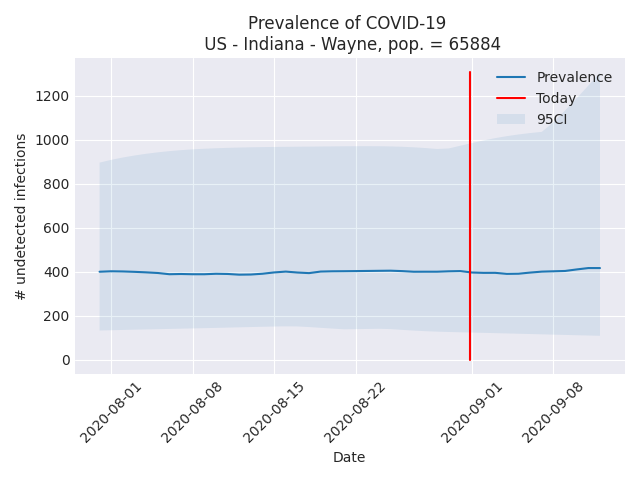 Prevalence of COVID-19
US - Indiana - Wayne, pop. = 65884
Prevalence
Today
95CI
# undetected infections
1200
1000
800
600
400
200
0
2020-08-01
2020-08-08
2020-08-15
2020-08-22
2020-09-01
2020-09-08
Date